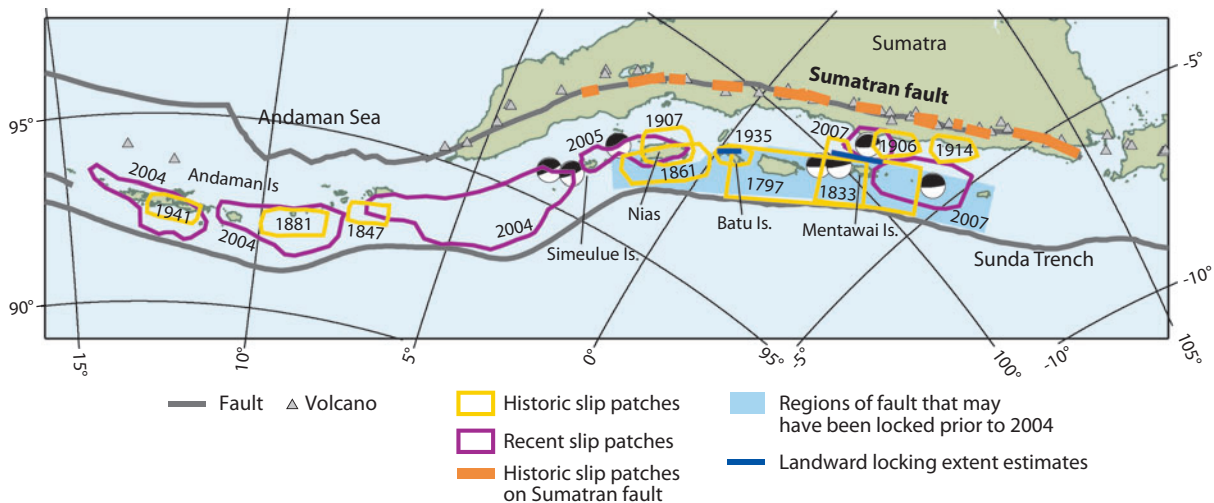 Sumatra
-5°
Sumatran fault
95°
Andaman Sea
1907
1935
2007
2005
1906
1914
2004
Andaman Is
1861
1797
1833
1941
1881
1847
2004
2004
Nias
Batu Is.
Mentawai Is.
2007
Simeulue Is.
Sunda Trench
-10°
90°
15°
10°
5°
0°
95°
-5°
100°
-10°
105°
Fault
Volcano
Historic slip patches
Recent slip patches
Historic slip patches
on Sumatran fault
Regions of fault that may
have been locked prior to 2004
Landward locking extent estimates